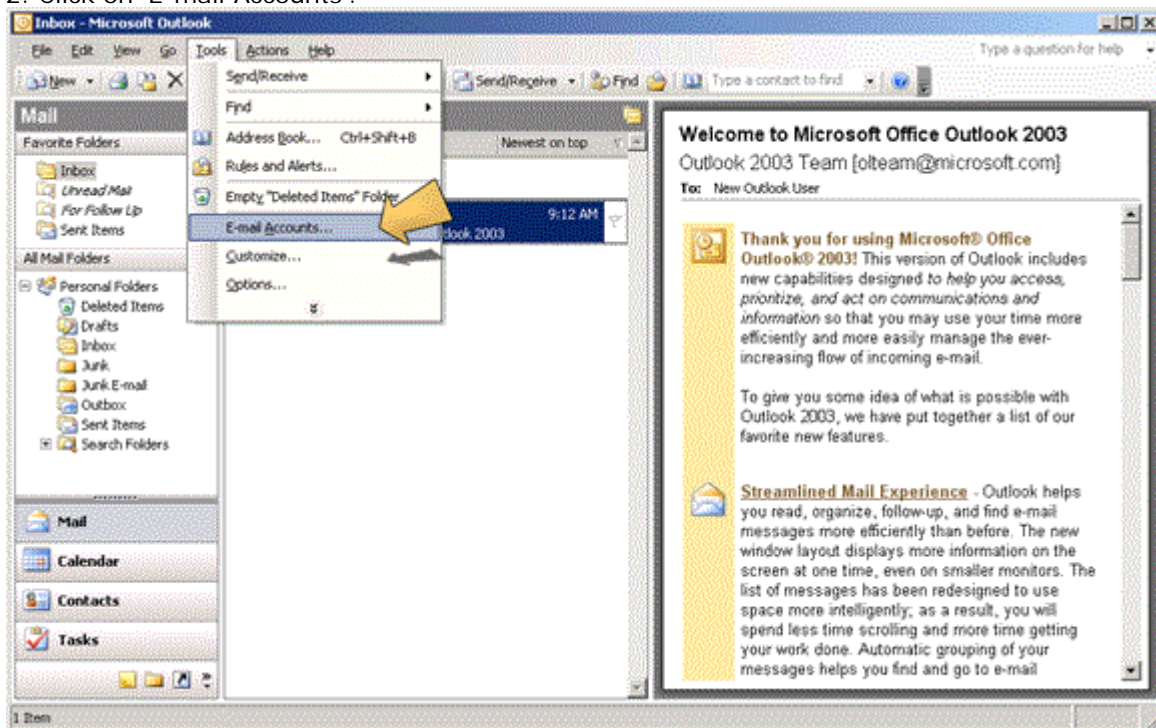 2. Click on 'E-mail Accounts'.
Inbox - Microsoft Outlook
File Edit View Go Tools Actions Help
Type a question for help
New
Send/Receive
Find
Type a contact to find
Mail
Favorite Folders
Inbox
Unread Mail
For Follow Up
Sent Items
All Mail Folders
Personal Folders
Deleted Items
Drafts
Inbox
Junk
Junk E-mail
Outbox
Sent Items
Search Folders
Mail
Calendar
Contacts
Tasks
1 Item
Send/Receive
Find
Address Book... Ctrl+Shift+B
Rules and Alerts...
Empty "Deleted Items" Folder
E-mail Accounts...
Customize...
Options...
Newest on top
9:12 AM
2003
Welcome to Microsoft Office Outlook 2003
Outlook 2003 Team [olteam@microsoft.com]
To: New Outlook User
Thank you for using Microsoft® Office
Outlook® 2003! This version of Outlook includes
new capabilities designed to help you access,
prioritize, and act on communications and
information so that you may use your time more
efficiently and more easily manage the ever-
increasing flow of incoming e-mail.
To give you some idea of what is possible with
Outlook 2003, we have put together a list of our
favorite new features.
Streamlined Mail Experience - Outlook helps
you read, organize, follow-up, and find e-mail
messages more efficiently than before. The new
window layout displays more information on the
screen at one time, even on smaller monitors. The
list of messages has been redesigned to use
space more intelligently; as a result, you will
spend less time scrolling and more time getting
your work done. Automatic grouping of your
messages helps you find and go to e-mail